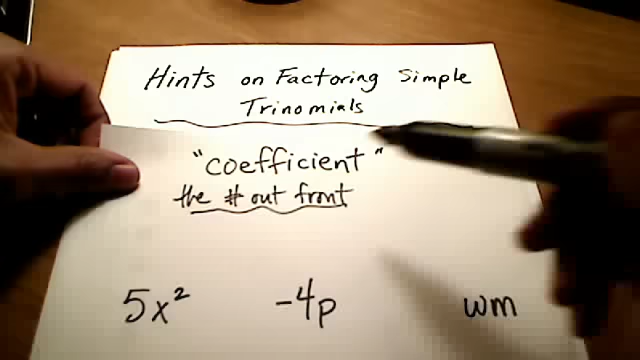 Hints on Factoring Simple
Trinomials
"coefficient"
the # out front
5x² -4p wm